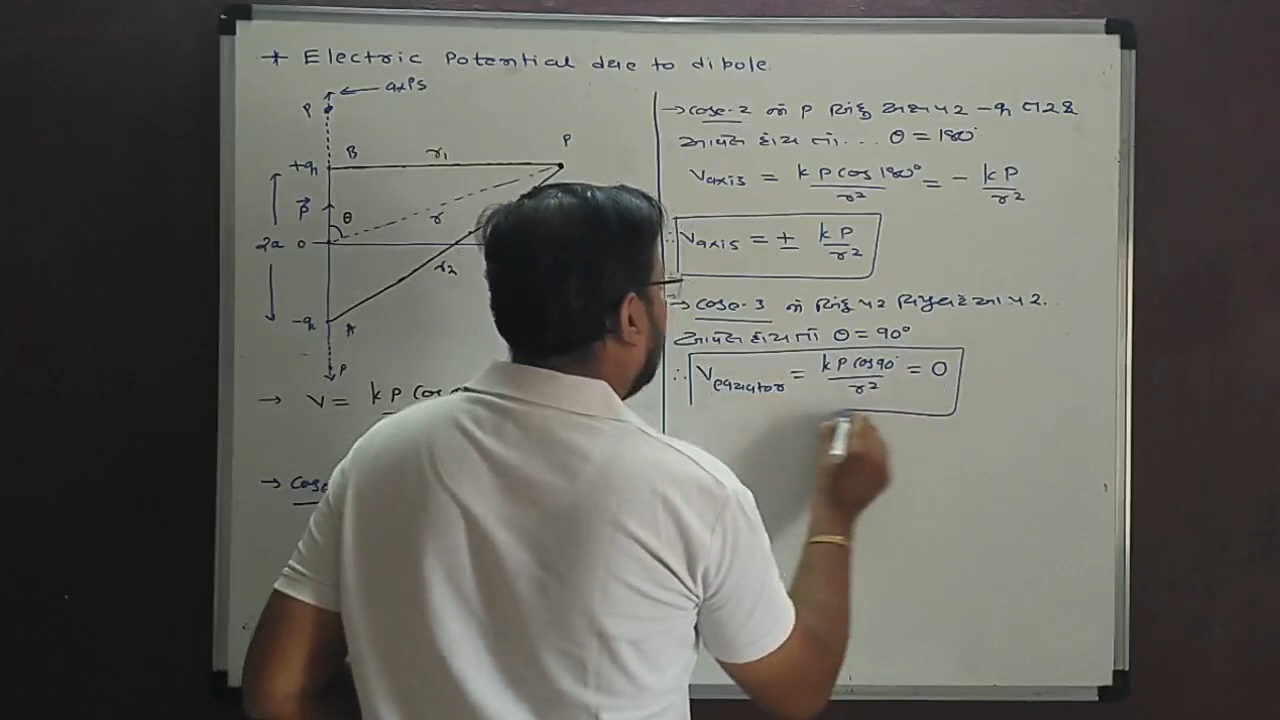 * Electric Potential due to dipole.
P ← axis
+q B r₁ P
p⃗ θ r
2a 0
r₂
-q A
P
→ V = kP cos
→ case
→ case-2 જો P બિંદુ અક્ષ પર -q તરફ
આવેલ હોય તો... θ = 180°
Vaxis = kP cos 180° / r² = - kP / r²
∴ Vaxis = ± kP / r²
→ case-3 જો બિંદુ પર વિષુવરેખા પર.
આવેલ હોય તો θ = 90°
∴ Vequator = kP cos 90° / r² = 0